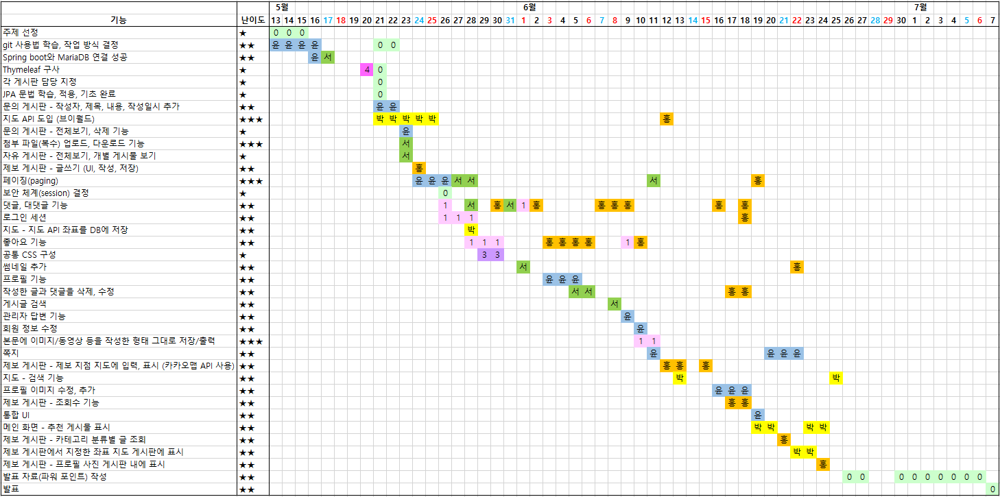 5월 6월 7월
기능 난이도 13 14 15 16 17 18 19 20 21 22 23 24 25 26 27 28 29 30 31 1 2 3 4 5 6 7 8 9 10 11 12 13 14 15 16 17 18 19 20 21 22 23 24 25 26 27 28 29 30 1 2 3 4 5 6 7
주제 선정 ★ 0 0 0
git 사용법 학습, 작업 방식 결정 ★★ 윤 윤 윤 윤 0 0
Spring boot와 MariaDB 연결 성공 ★★ 윤 서
Thymeleaf 구사 ★ 4 0
각 게시판 담당 지정 ★ 0
JPA 문법 학습, 적용, 기초 완료 ★ 0
문의 게시판 - 작성자, 제목, 내용, 작성일시 추가 ★★ 윤 윤
지도 API 도입 (브이월드) ★★★ 박 박 박 박 박 홍
문의 게시판 - 전체보기, 삭제 기능 ★ 윤
첨부 파일(복수) 업로드, 다운로드 기능 ★★★ 서
자유 게시판 - 전체보기, 개별 게시물 보기 ★ 서
제보 게시판 - 글쓰기 (UI, 작성, 저장) ★★ 홍
페이징(paging) ★★★ 윤 윤 윤 서 서 서 홍
보안 체계(session) 결정 ★ 0
댓글, 대댓글 기능 ★★ 1 서 홍 서 1 홍 홍 홍 홍 홍 홍
로그인 세션 ★★ 1 1 1 홍
지도 - 지도 API 좌표를 DB에 저장 ★★ 박
좋아요 기능 ★★ 1 1 1 홍 홍 홍 홍 1 홍
공통 CSS 구성 ★ 3 3
썸네일 추가 ★★ 서 홍
프로필 기능 ★★ 윤 윤 윤
작성한 글과 댓글을 삭제, 수정 ★★ 서 서 홍 홍
게시글 검색 ★★ 서
관리자 답변 기능 ★★ 윤
회원 정보 수정 ★★ 윤
본문에 이미지/동영상 등을 작성한 형태 그대로 저장/출력 ★★★ 1 1
쪽지 ★★ 윤 윤 윤 윤
제보 게시판 - 제보 지점 지도에 입력, 표시 (카카오맵 API 사용) ★★ 홍 홍 홍
지도 - 검색 기능 ★★ 박 박
프로필 이미지 수정, 추가 ★★ 윤 윤 윤
제보 게시판 - 조회수 기능 ★★ 홍 홍
통합 UI ★★ 윤
메인 화면 - 추천 게시물 표시 ★★ 박 박 박 박
제보 게시판 - 카테고리 분류별 글 조회 ★★ 홍
제보 게시판에서 지정한 좌표 지도 게시판에 표시 ★★ 박 박
제보 게시판 - 프로필 사진 게시판 내에 표시 ★★ 홍
발표 자료(파워 포인트) 작성 ★★ 0 0 0 0 0 0 0 0 0
발표 ★★ 0